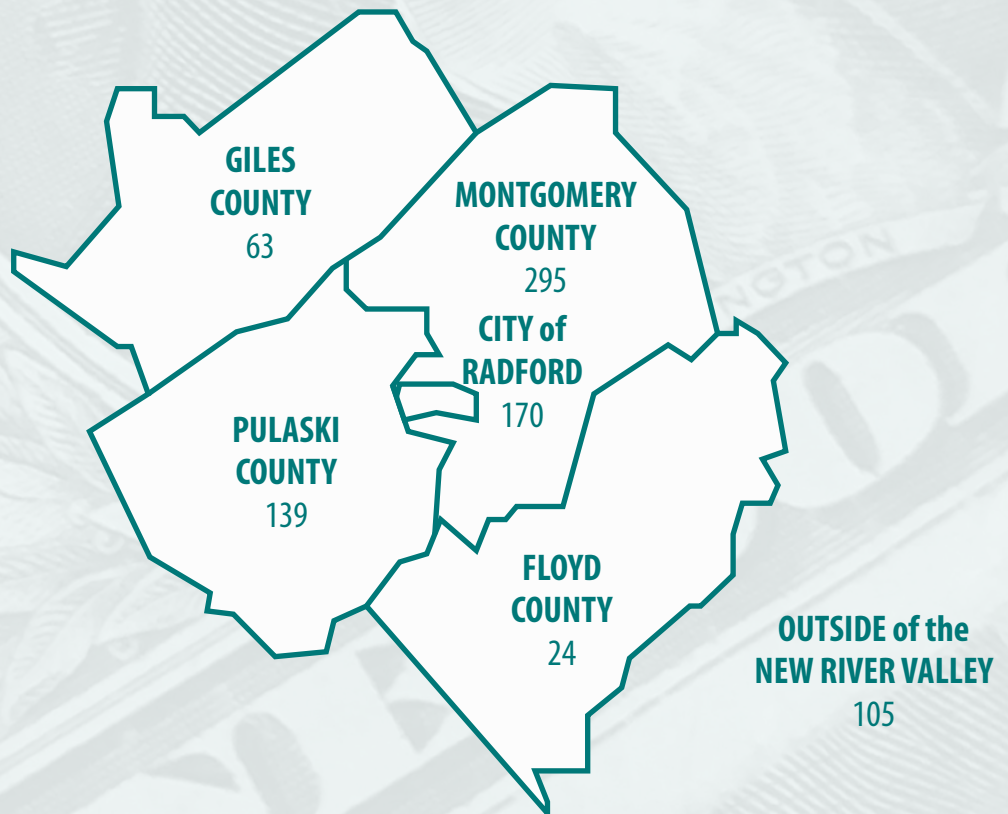 GILES
COUNTY
63
MONTGOMERY
COUNTY
295
CITY of
RADFORD
170
PULASKI
COUNTY
139
FLOYD
COUNTY
24
OUTSIDE of the
NEW RIVER VALLEY
105